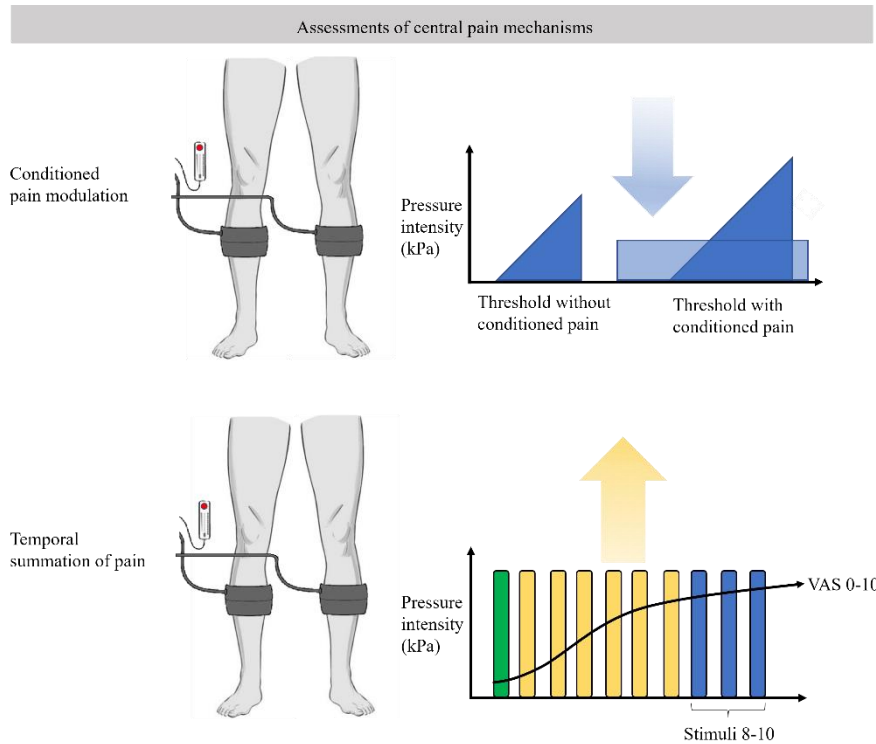 Assessments of central pain mechanisms
Conditioned
pain modulation
Pressure
intensity
(kPa)
Threshold without
conditioned pain
Threshold with
conditioned pain
Temporal
summation of pain
Pressure
intensity
(kPa)
VAS 0-10
Stimuli 8-10